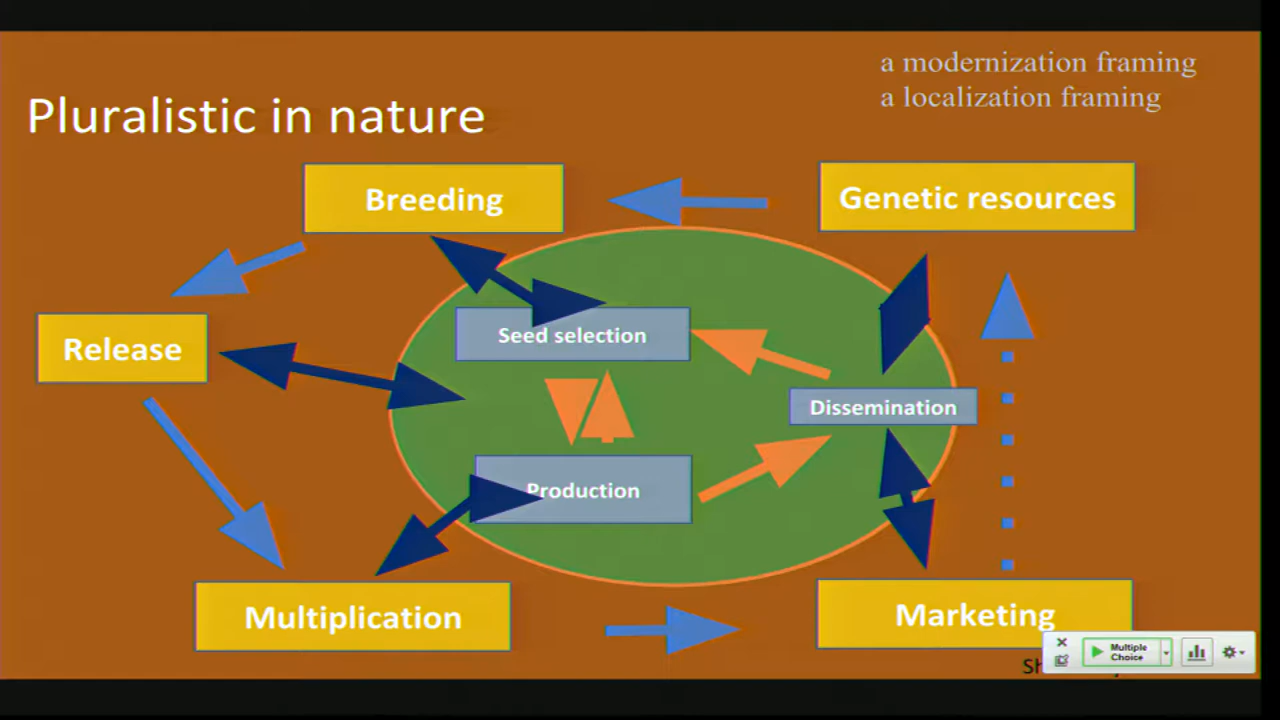 a modernization framing
a localization framing
Pluralistic in nature
Breeding
Genetic resources
Seed selection
Release
Dissemination
Production
Multiplication
Marketing
Multiple
Choice